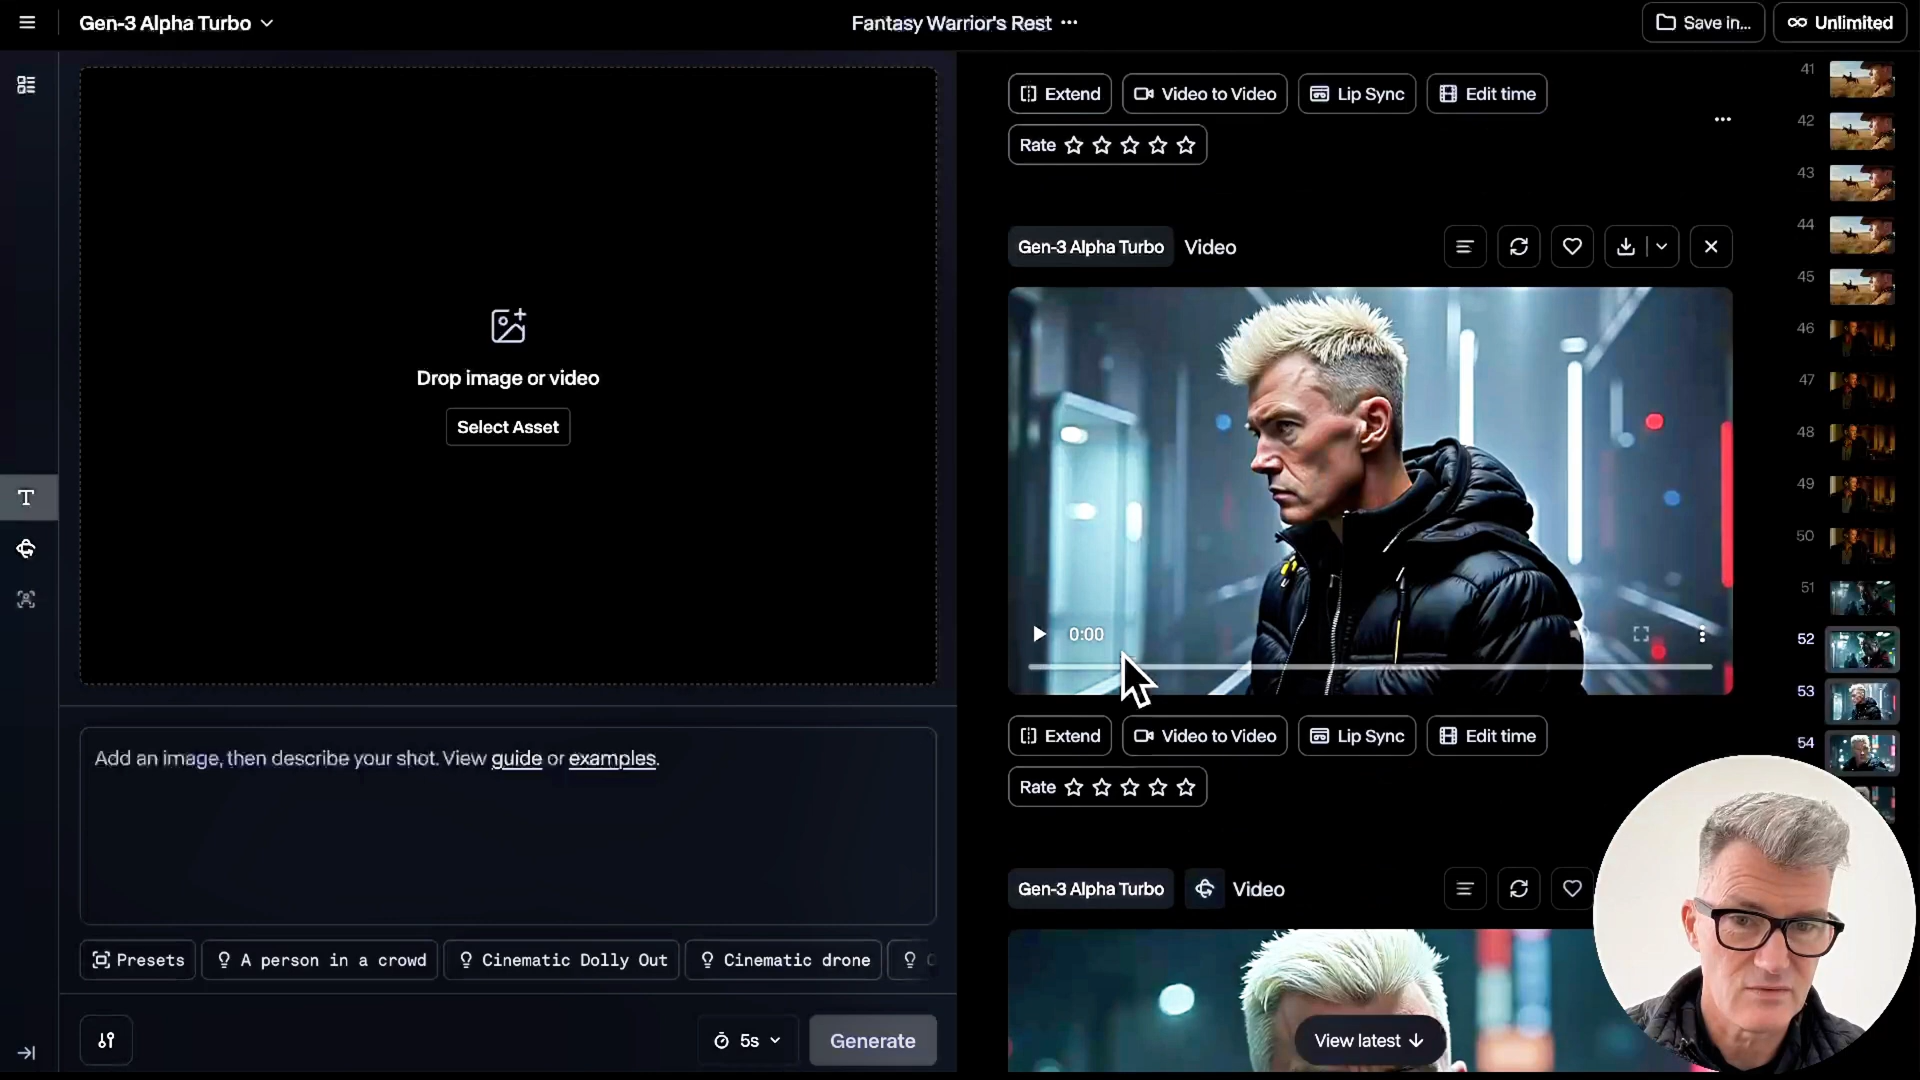 Gen-3 Alpha Turbo
Fantasy Warrior's Rest
Save in...
Unlimited
Drop image or video
Select Asset
Add an image, then describe your shot. View guide or examples.
Presets
A person in a crowd
Cinematic Dolly Out
Cinematic drone
5s
Generate
Extend
Video to Video
Lip Sync
Edit time
Rate
Gen-3 Alpha Turbo
Video
0:00
Extend
Video to Video
Lip Sync
Edit time
Rate
Gen-3 Alpha Turbo
Video
View latest
41
42
43
44
45
46
47
48
49
50
51
52
53
54